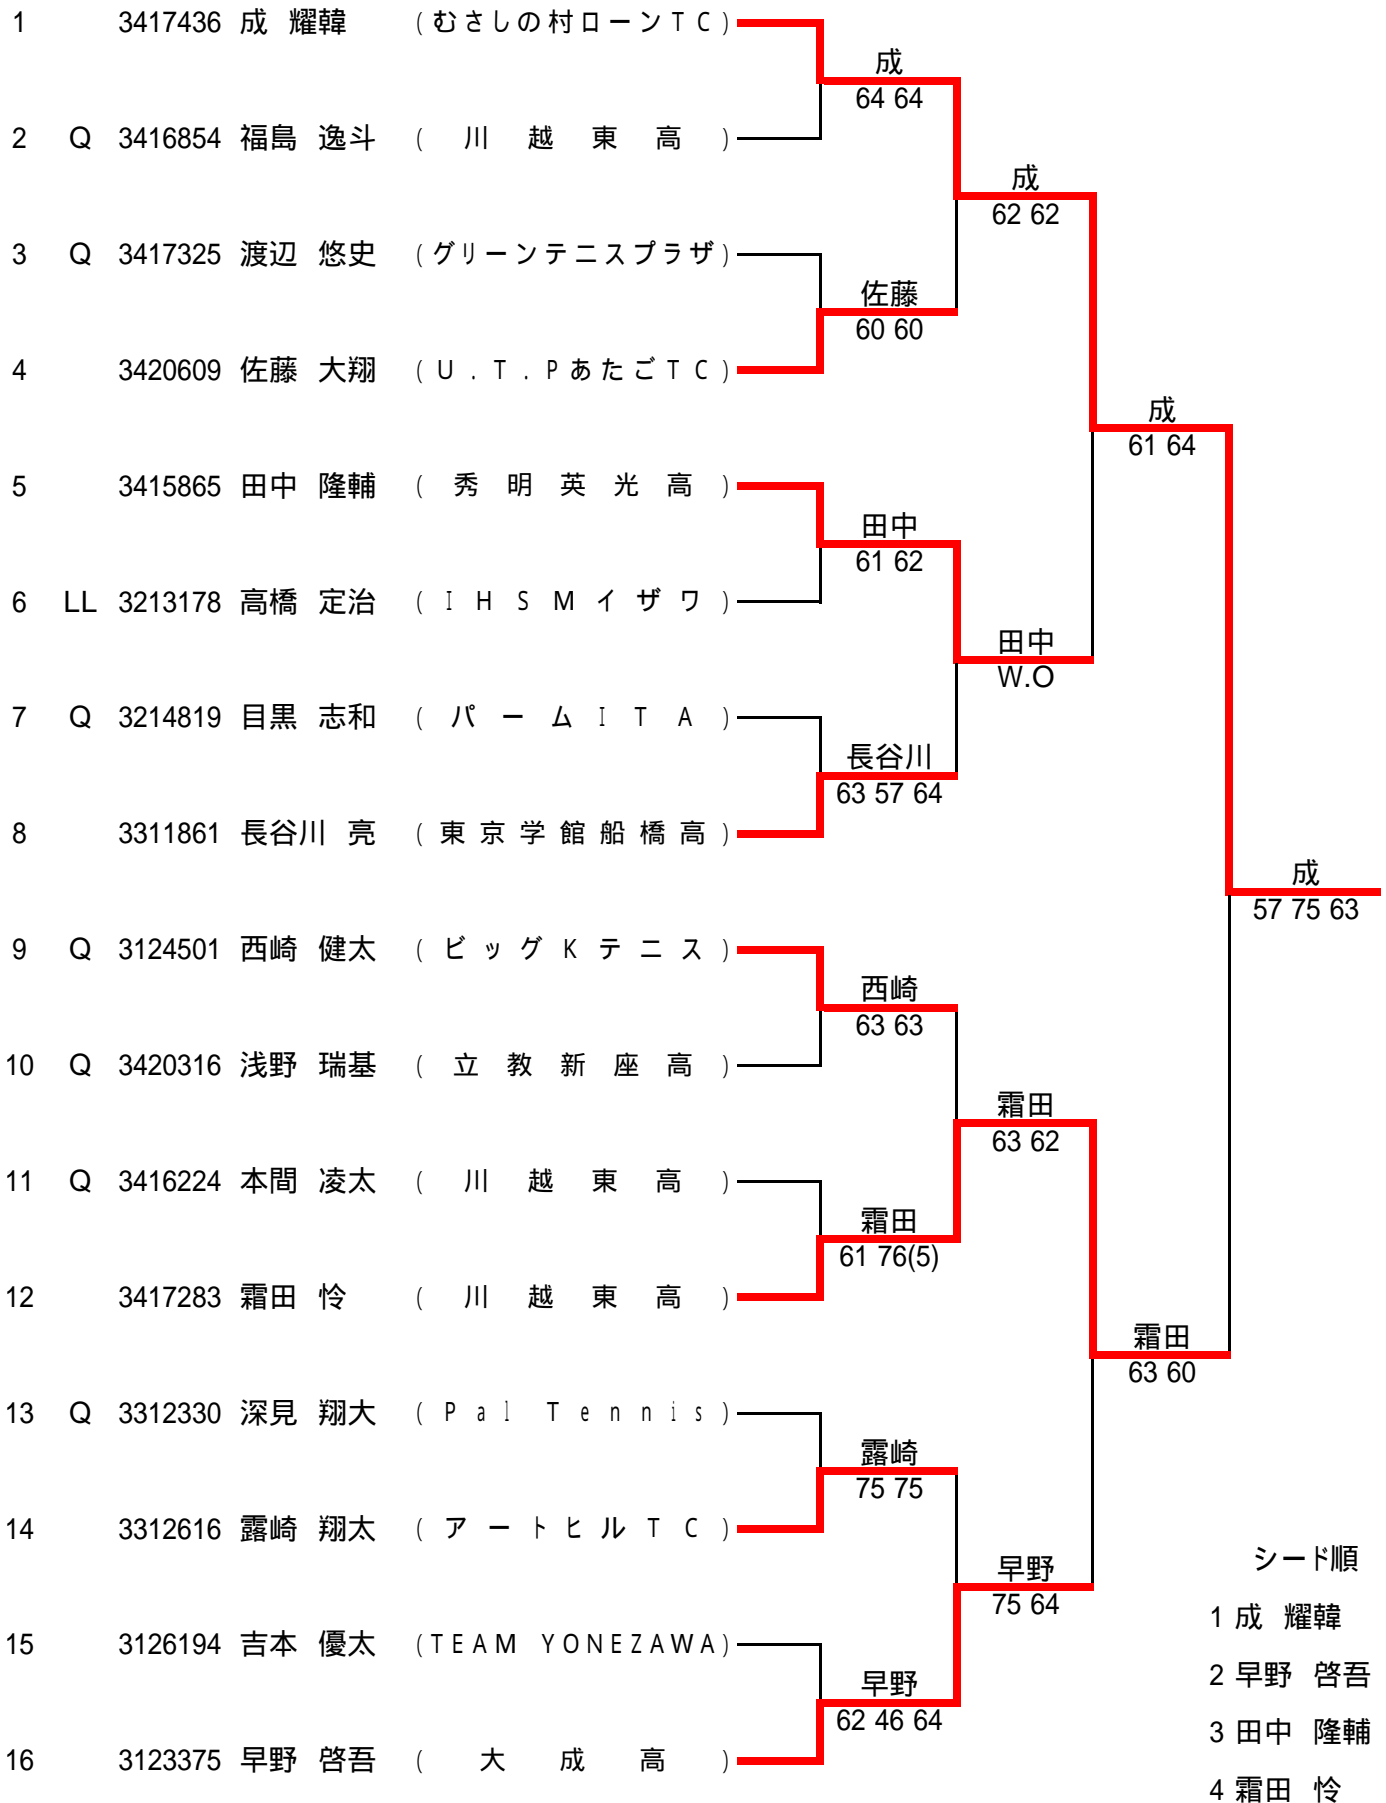 1 3417436 成 耀韓 (むさしの村ローンTC)
成
64 64
2 Q 3416854 福島 逸斗 (川越東高)
成
62 62
3 Q 3417325 渡辺 悠史 (グリーンテニスプラザ)
佐藤
60 60
4 3420609 佐藤 大翔 (U.T.PあたごTC)
成
61 64
5 3415865 田中 隆輔 (秀明英光高)
田中
61 62
6 LL 3213178 高橋 定治 (IHSMイザワ)
田中
W.O
7 Q 3214819 目黒 志和 (パームITA)
長谷川
63 57 64
8 3311861 長谷川 亮 (東京学館船橋高)
成
57 75 63
9 Q 3124501 西崎 健太 (ビッグKテニス)
西崎
63 63
10 Q 3420316 浅野 瑞基 (立教新座高)
霜田
63 62
11 Q 3416224 本間 凌太 (川越東高)
霜田
61 76(5)
12 3417283 霜田 怜 (川越東高)
霜田
63 60
13 Q 3312330 深見 翔大 (Pal Tennis)
露崎
75 75
14 3312616 露崎 翔太 (アートヒルTC)
早野
75 64
15 3126194 吉本 優太 (TEAM YONEZAWA)
早野
62 46 64
16 3123375 早野 啓吾 (大成高)
シード順
1 成 耀韓
2 早野 啓吾
3 田中 隆輔
4 霜田 怜